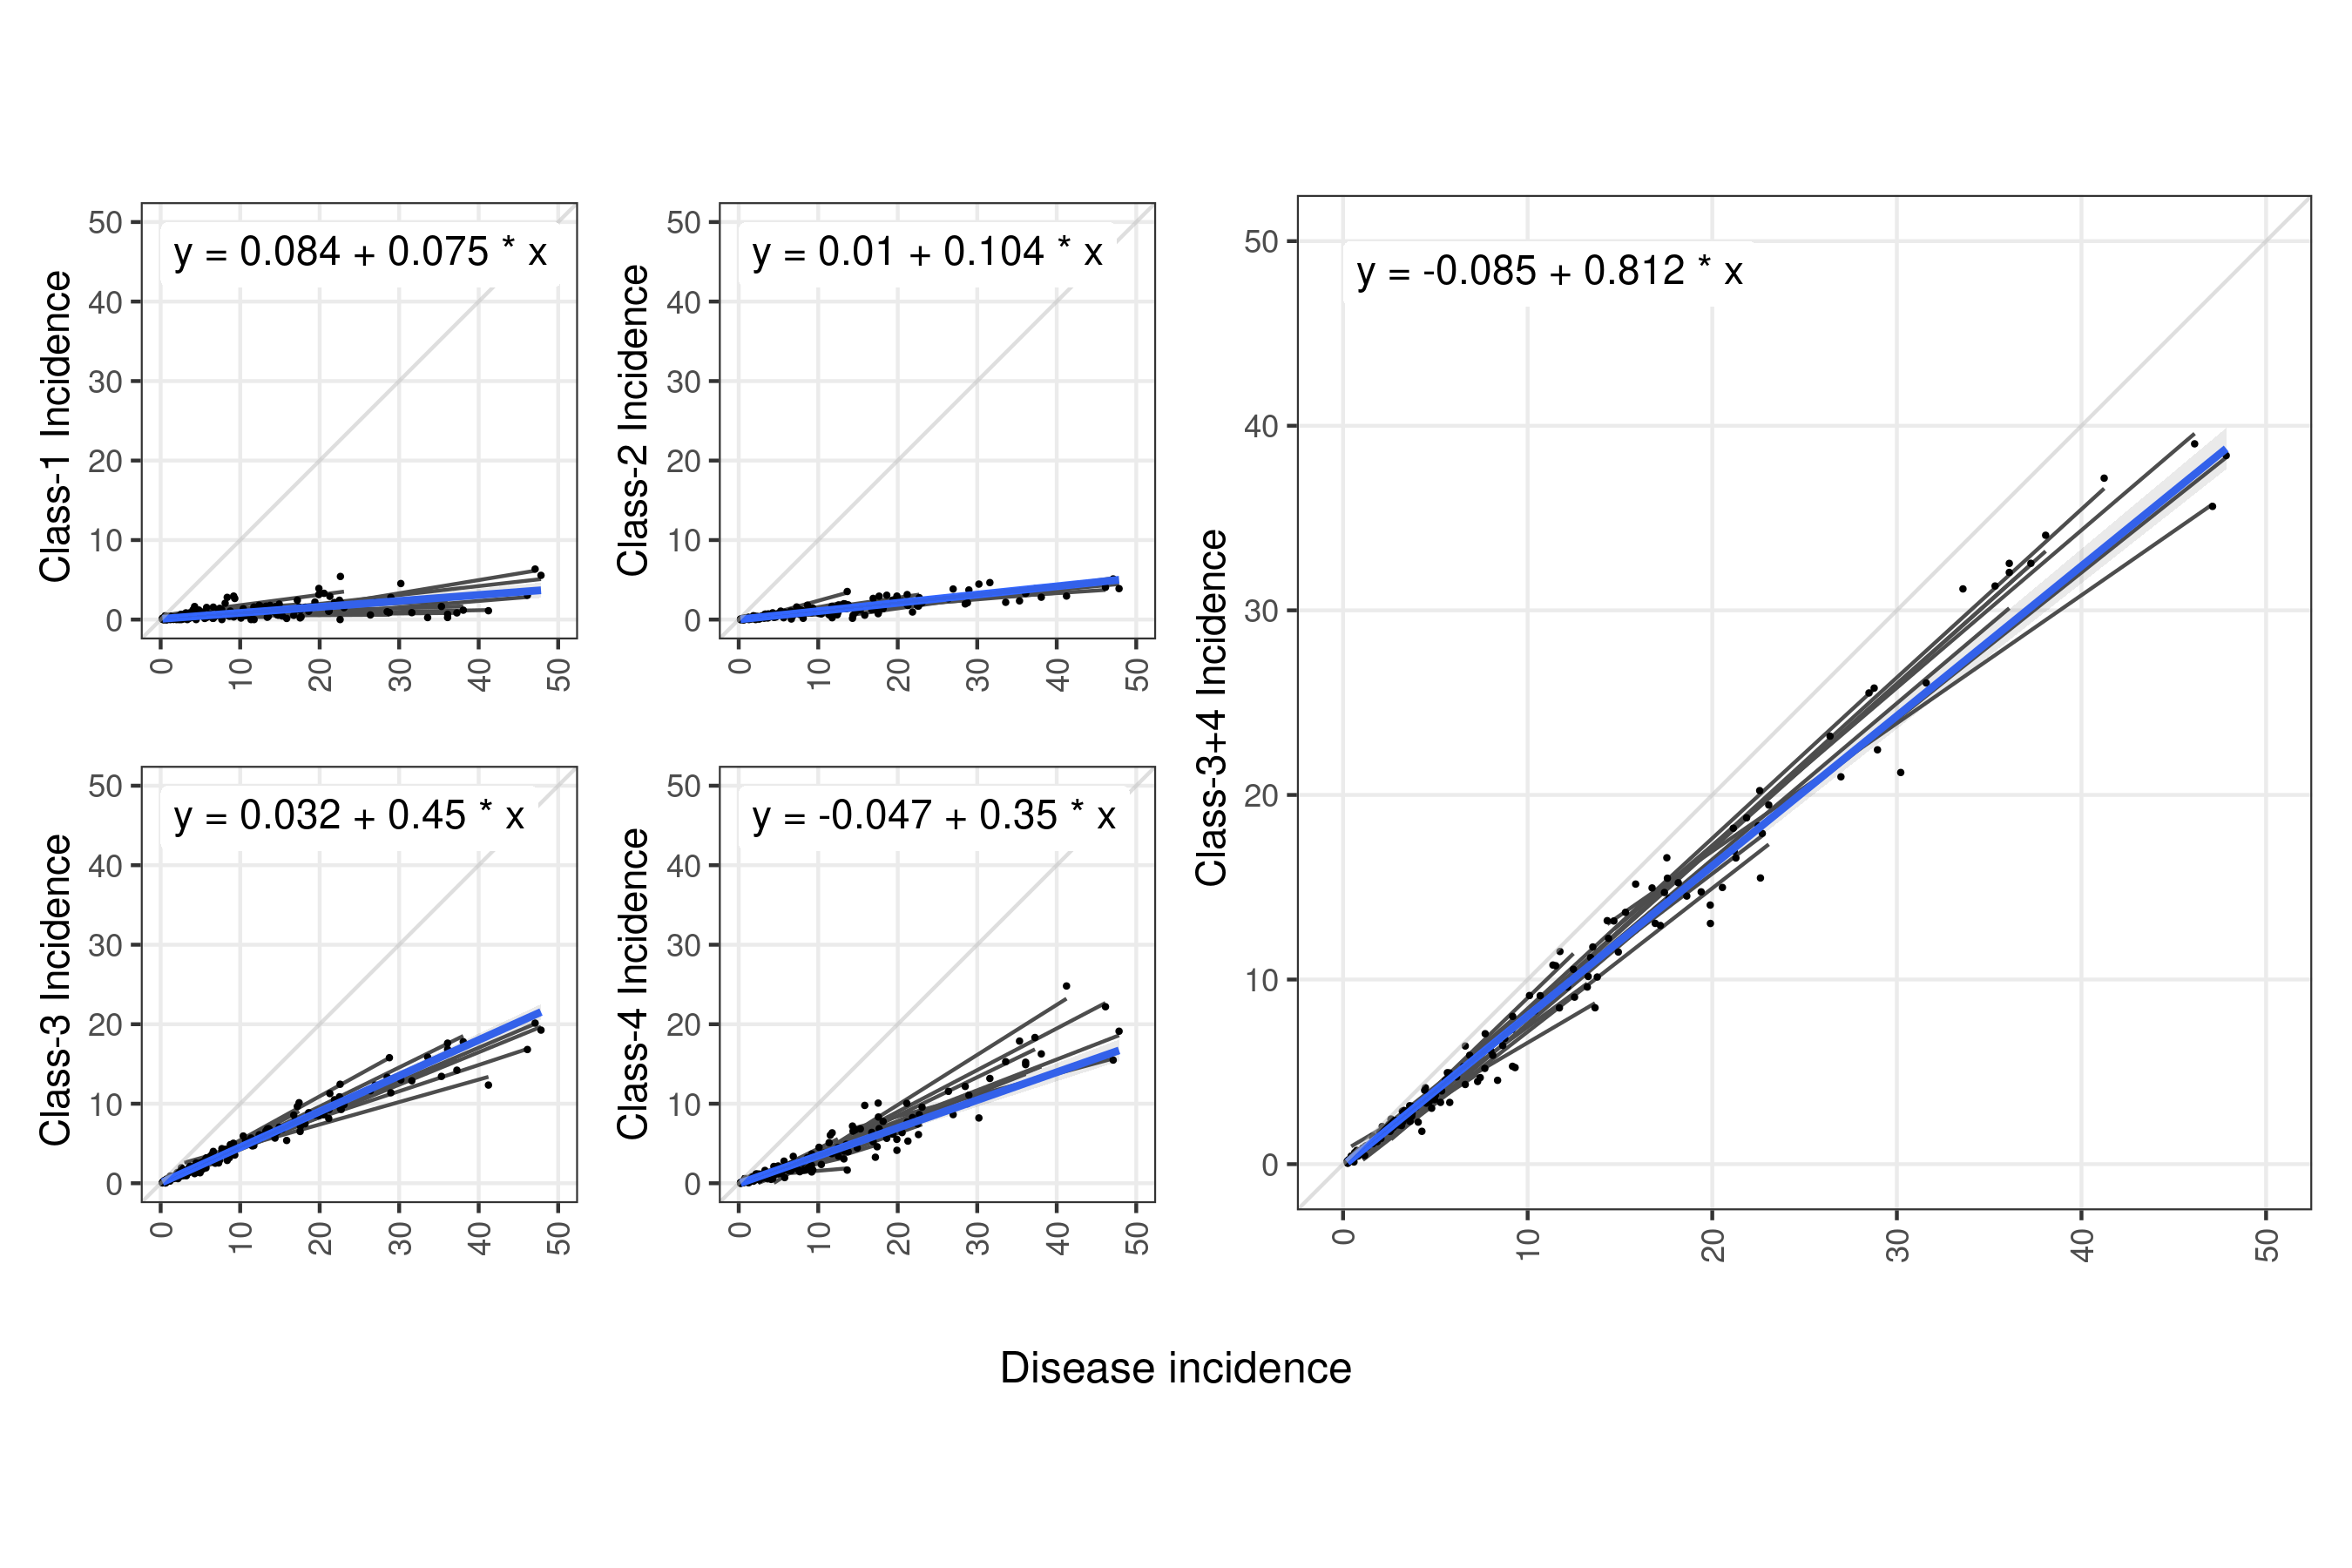 Class-1 Incidence
y = 0.084 + 0.075 * x
50
40
30
20
10
0
0 10 20 30 40 50
Class-2 Incidence
y = 0.01 + 0.104 * x
50
40
30
20
10
0
0 10 20 30 40 50
Class-3 Incidence
y = 0.032 + 0.45 * x
50
40
30
20
10
0
0 10 20 30 40 50
Class-4 Incidence
y = -0.047 + 0.35 * x
50
40
30
20
10
0
0 10 20 30 40 50
Class-3+4 Incidence
y = -0.085 + 0.812 * x
50
40
30
20
10
0
0 10 20 30 40 50
Disease incidence